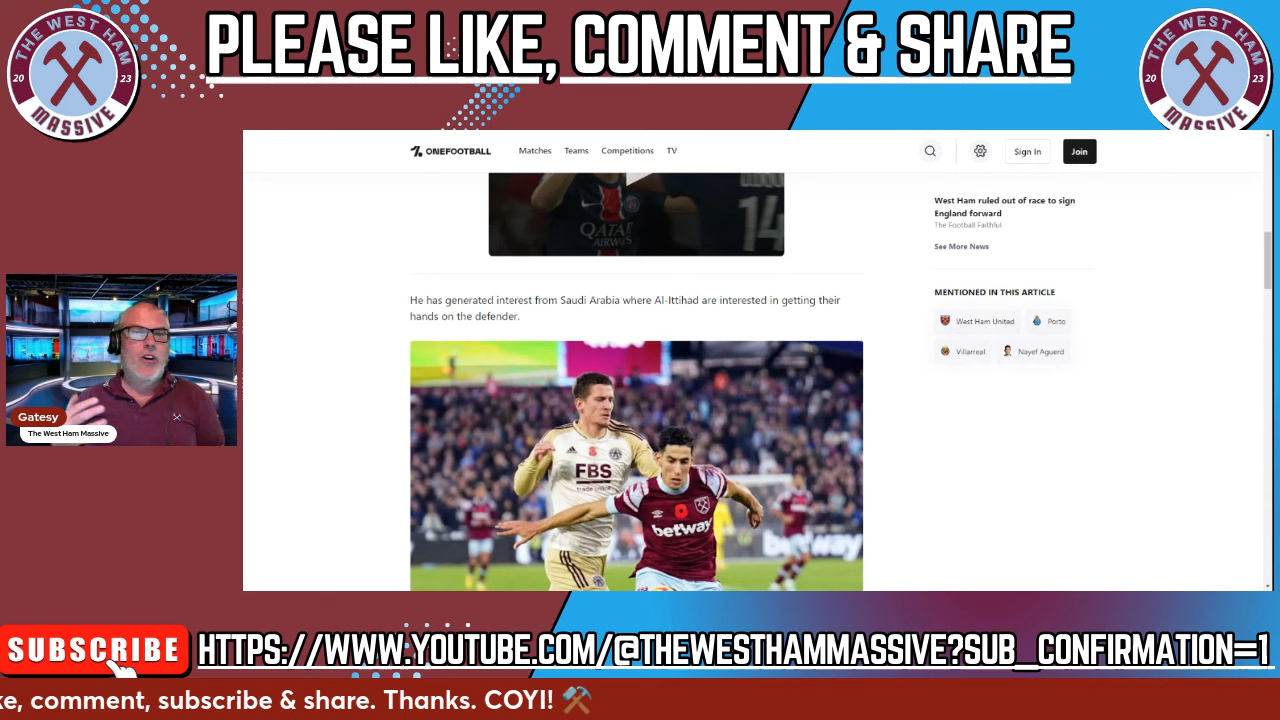 PLEASE LIKE, COMMENT & SHARE
THE WEST HAM
20 23
MASSIVE
THE WEST HAM
20 23
MASSIVE
ONEFOOTBALL Matches Teams Competitions TV Sign In Join
QATAR
AIRWAYS
14
West Ham ruled out of race to sign
England forward
The Football Faithful
See More News
He has generated interest from Saudi Arabia where Al-Ittihad are interested in getting their
hands on the defender.
MENTIONED IN THIS ARTICLE
West Ham United Porto
Villarreal Nayef Aguerd
FBS
betway
Gatesy
The West Ham Massive
SUBSCRIBE HTTPS://WWW.YOUTUBE.COM/@THEWESTHAMMASSIVE?SUB_CONFIRMATION=1
ke, comment, subscribe & share. Thanks. COYI! ⚒️